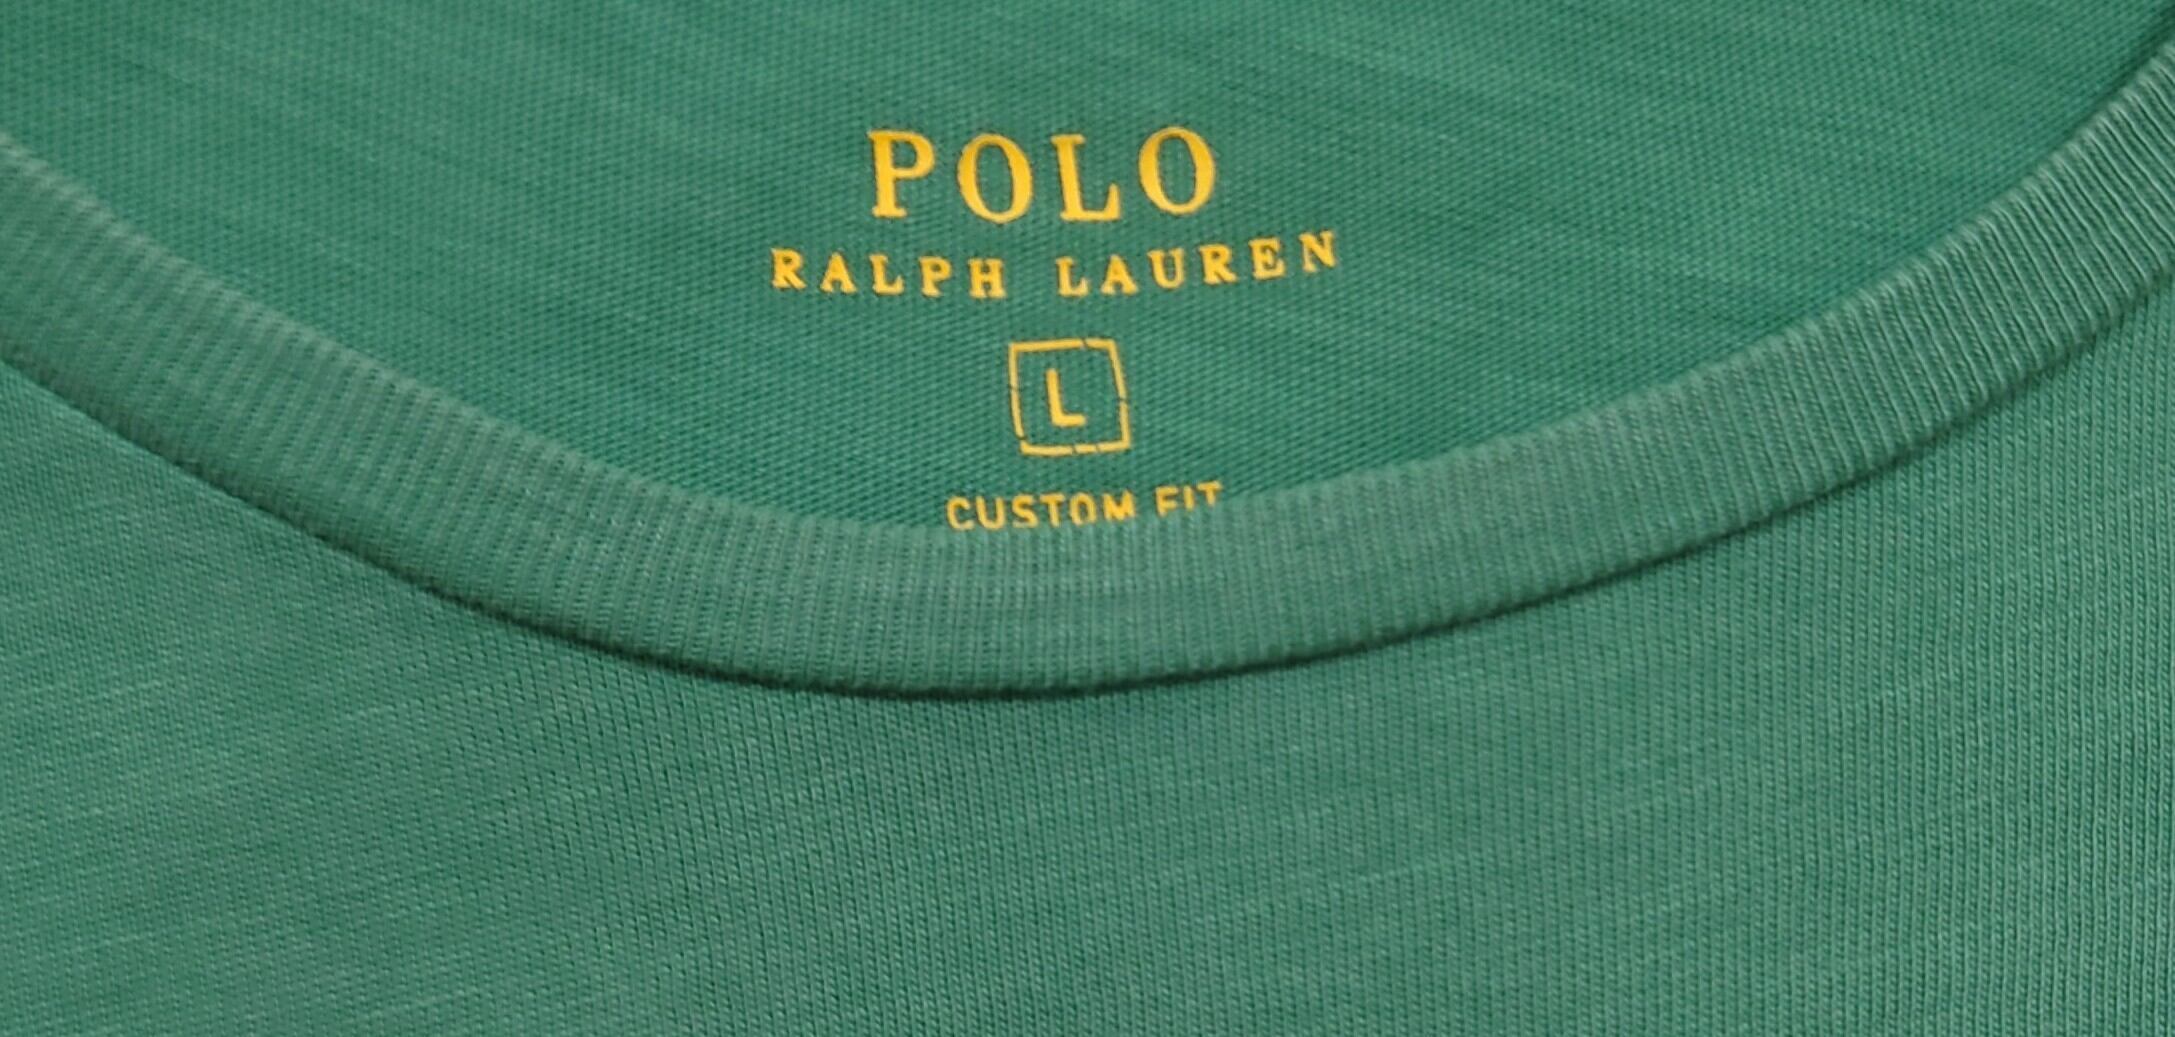 POLO
RALPH LAUREN
L
CUSTOM FIT